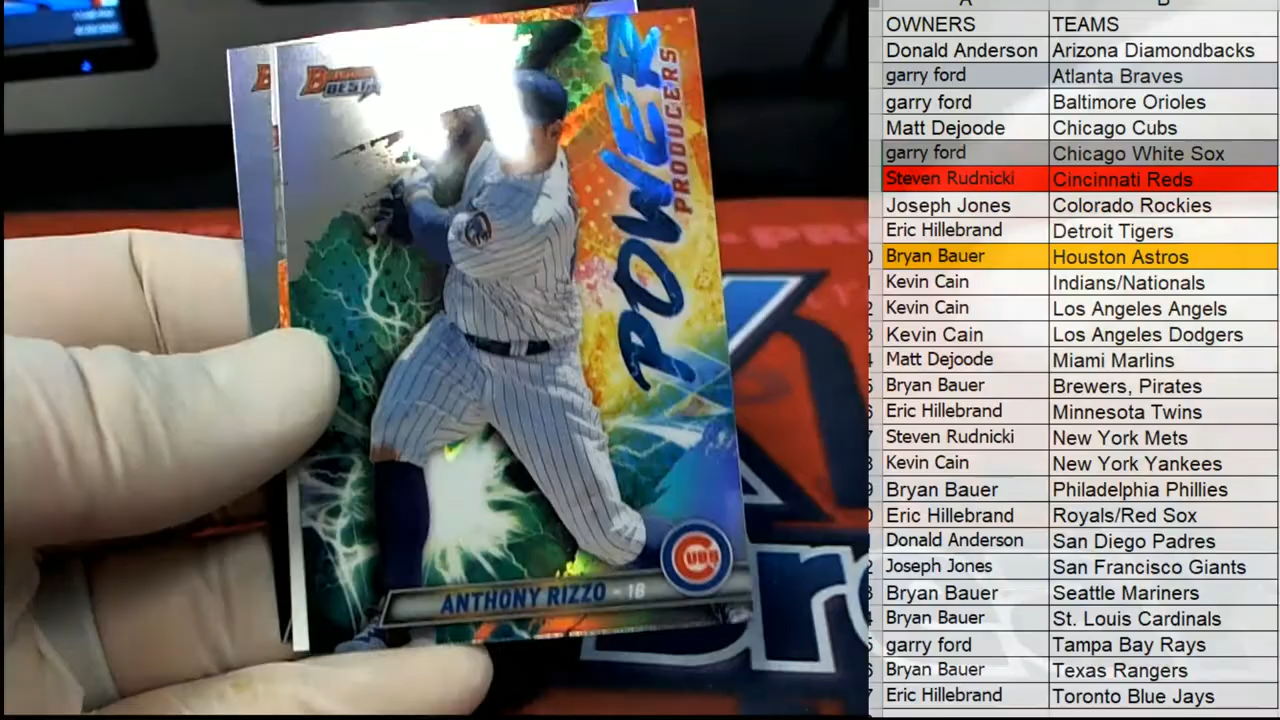 BOWMAN'S
BEST
POWER
PRODUCERS
CUBS
ANTHONY RIZZO - 1B
A B
OWNERS TEAMS
Donald Anderson Arizona Diamondbacks
garry ford Atlanta Braves
garry ford Baltimore Orioles
Matt Dejoode Chicago Cubs
garry ford Chicago White Sox
Steven Rudnicki Cincinnati Reds
Joseph Jones Colorado Rockies
Eric Hillebrand Detroit Tigers
Bryan Bauer Houston Astros
Kevin Cain Indians/Nationals
Kevin Cain Los Angeles Angels
Kevin Cain Los Angeles Dodgers
Matt Dejoode Miami Marlins
Bryan Bauer Brewers, Pirates
Eric Hillebrand Minnesota Twins
Steven Rudnicki New York Mets
Kevin Cain New York Yankees
Bryan Bauer Philadelphia Phillies
Eric Hillebrand Royals/Red Sox
Donald Anderson San Diego Padres
Joseph Jones San Francisco Giants
Bryan Bauer Seattle Mariners
Bryan Bauer St. Louis Cardinals
garry ford Tampa Bay Rays
Bryan Bauer Texas Rangers
Eric Hillebrand Toronto Blue Jays